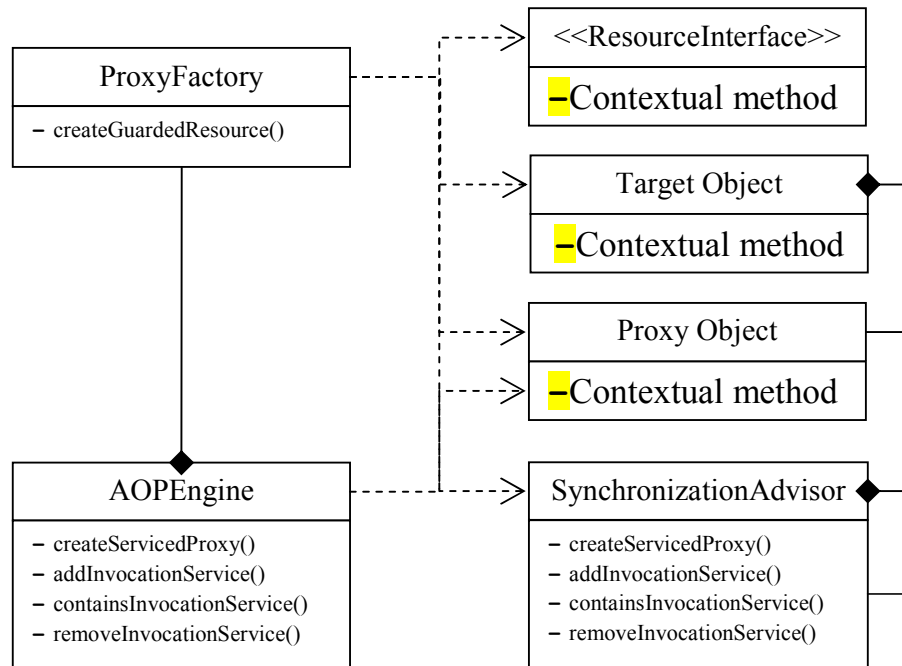 ProxyFactory
– createGuardedResource()
<<ResourceInterface>>
–Contextual method
Target Object
–Contextual method
Proxy Object
–Contextual method
AOPEngine
– createServicedProxy()
– addInvocationService()
– containsInvocationService()
– removeInvocationService()
SynchronizationAdvisor
– createServicedProxy()
– addInvocationService()
– containsInvocationService()
– removeInvocationService()